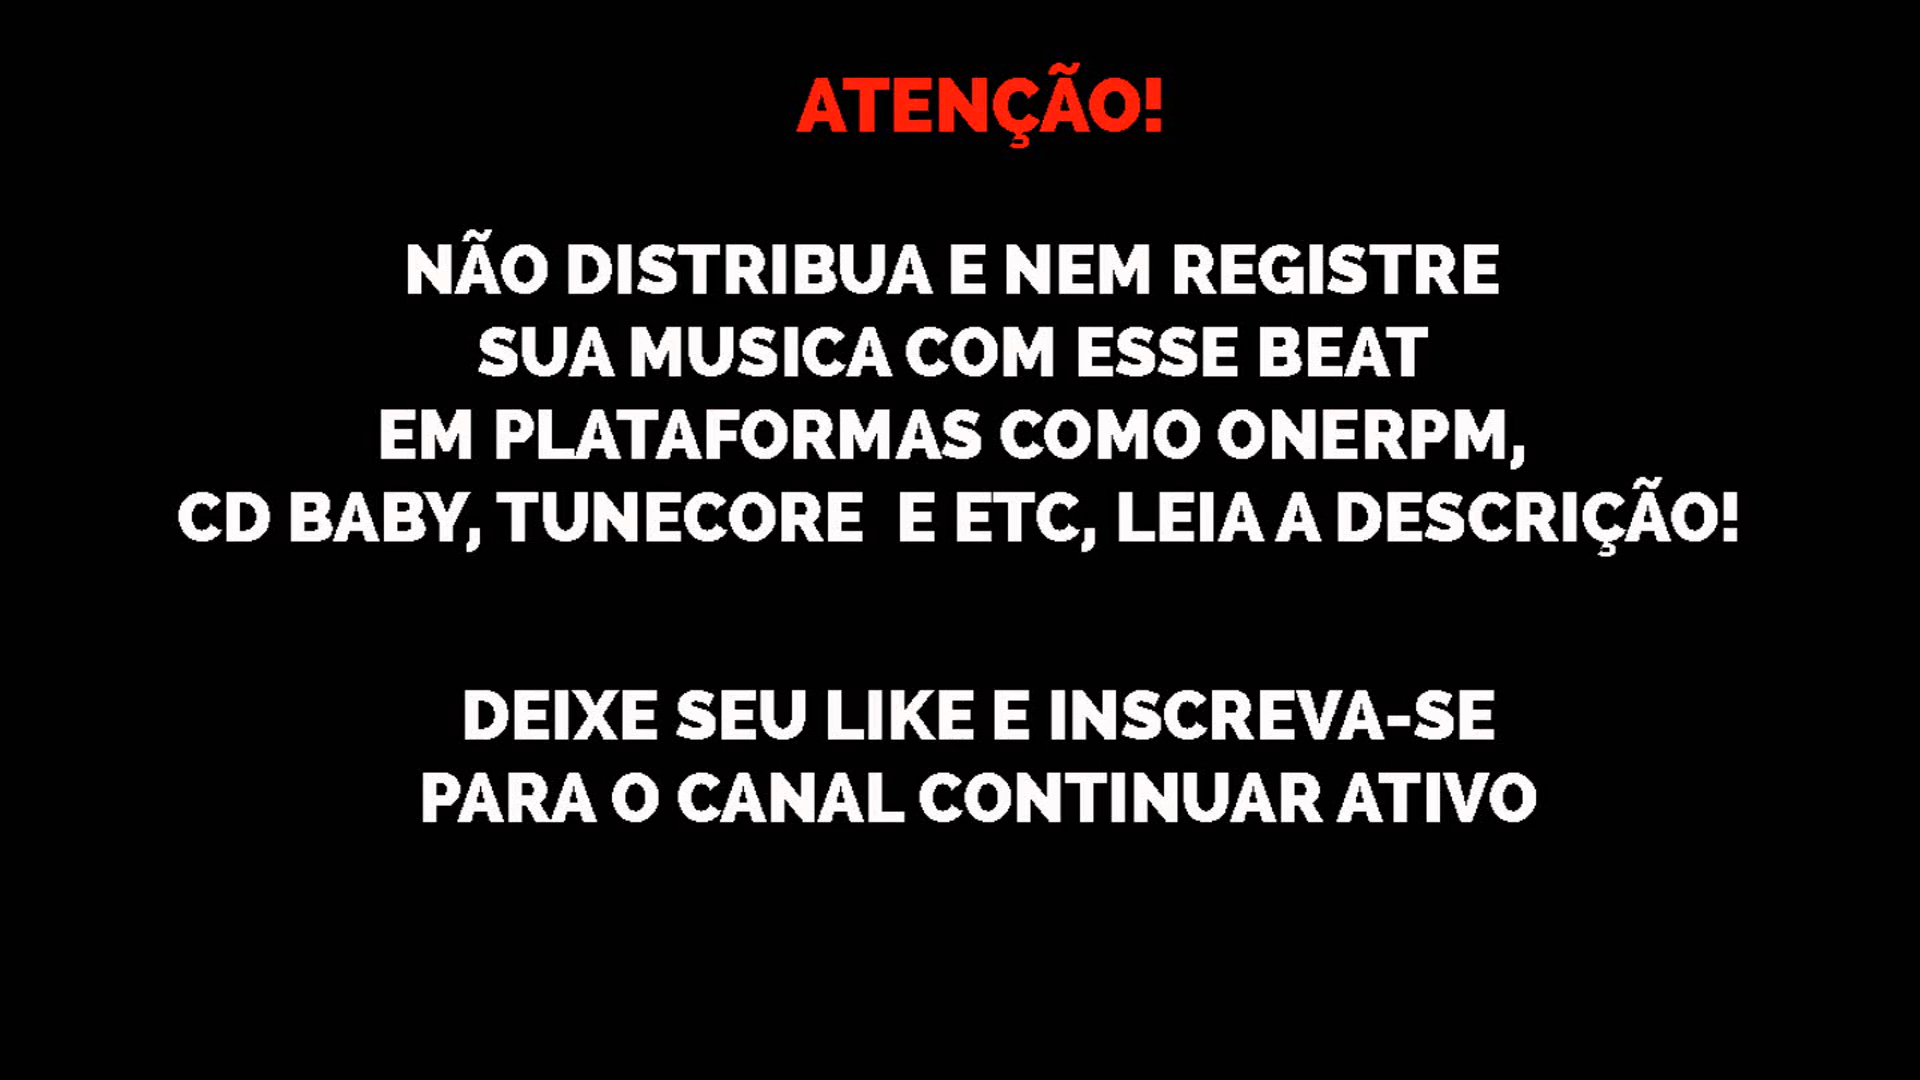 ATENÇÃO!
NÃO DISTRIBUA E NEM REGISTRE
SUA MUSICA COM ESSE BEAT
EM PLATAFORMAS COMO ONERPM,
CD BABY, TUNECORE  E ETC, LEIA A DESCRIÇÃO!
DEIXE SEU LIKE E INSCREVA-SE
PARA O CANAL CONTINUAR ATIVO